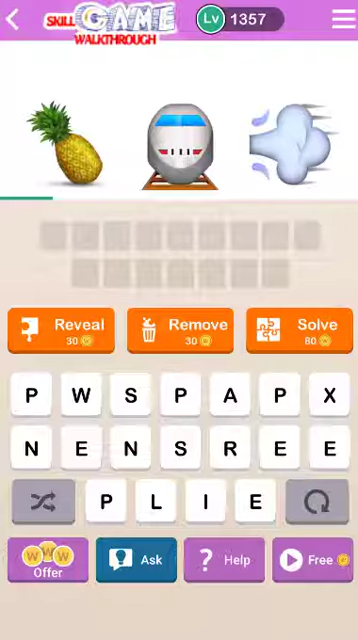 SKILL GAME
WALKTHROUGH
Lv 1357
Reveal
30
Remove
30
Solve
80
P W S P A P X
N E N S R E E
P L I E
W W W
Offer
Ask
? Help
Free